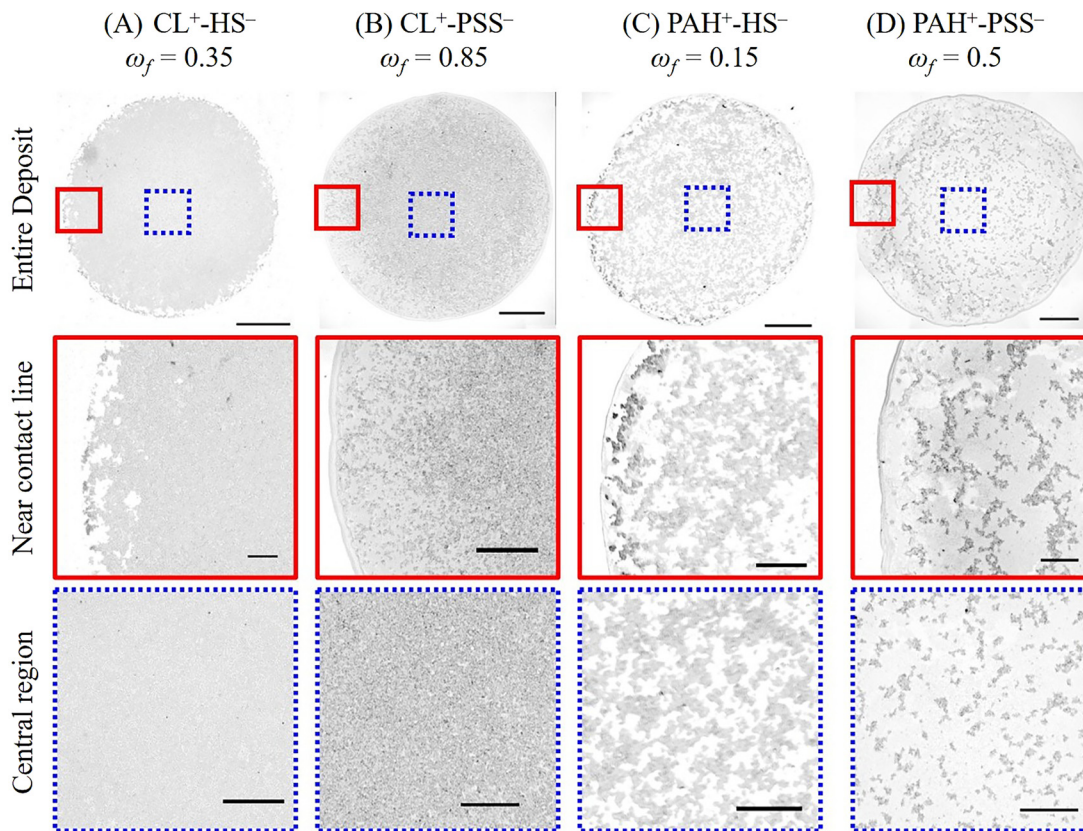 (A) CL⁺-HS⁻
ω_f = 0.35
(B) CL⁺-PSS⁻
ω_f = 0.85
(C) PAH⁺-HS⁻
ω_f = 0.15
(D) PAH⁺-PSS⁻
ω_f = 0.5
Entire Deposit
Near contact line
Central region